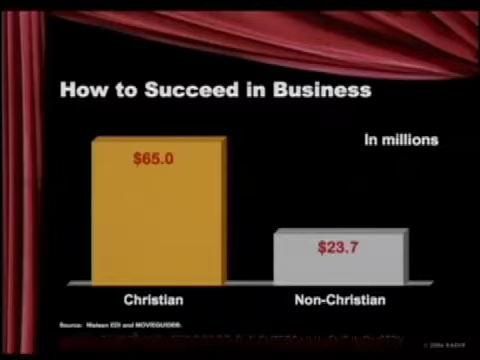 How to Succeed in Business
In millions
$65.0
$23.7
Christian
Non-Christian
Source: Nielsen EDI and MOVIEGUIDE®.